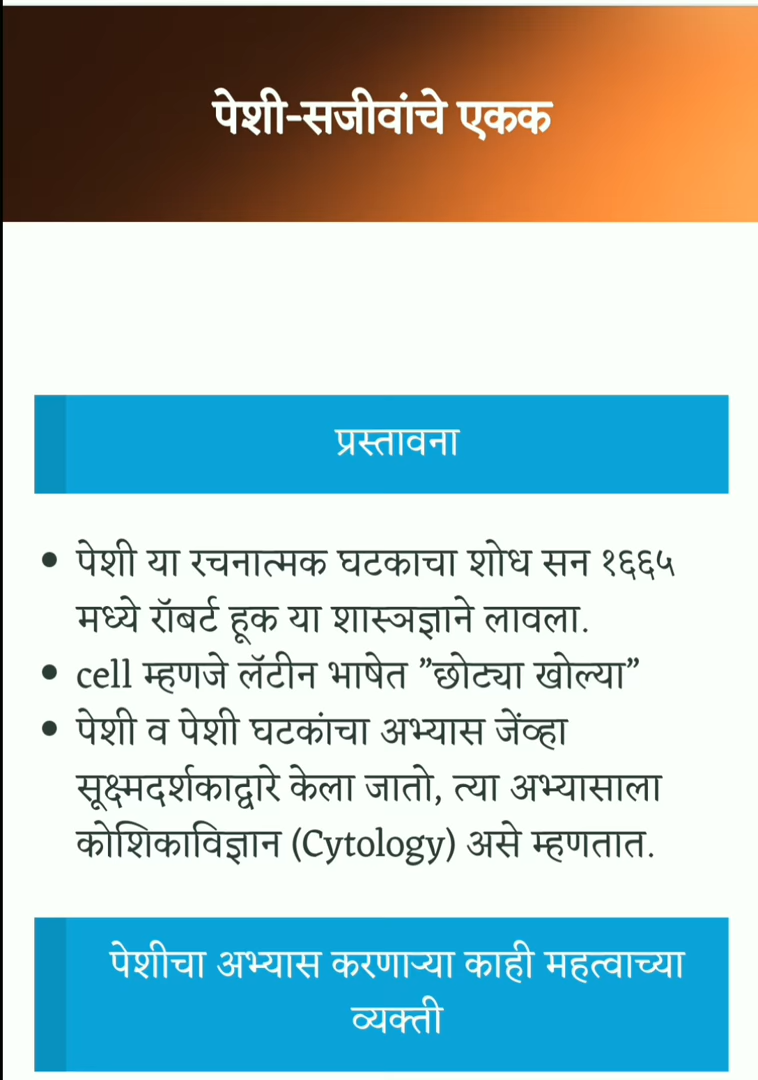 पेशी-सजीवांचे एकक
प्रस्तावना
• पेशी या रचनात्मक घटकाचा शोध सन १६६५
मध्ये रॉबर्ट हूक या शास्त्रज्ञाने लावला.
• cell म्हणजे लॅटीन भाषेत ”छोट्या खोल्या”
• पेशी व पेशी घटकांचा अभ्यास जेंव्हा
सूक्ष्मदर्शकाद्वारे केला जातो, त्या अभ्यासाला
कोशिकाविज्ञान (Cytology) असे म्हणतात.
पेशीचा अभ्यास करणाऱ्या काही महत्वाच्या
व्यक्ती